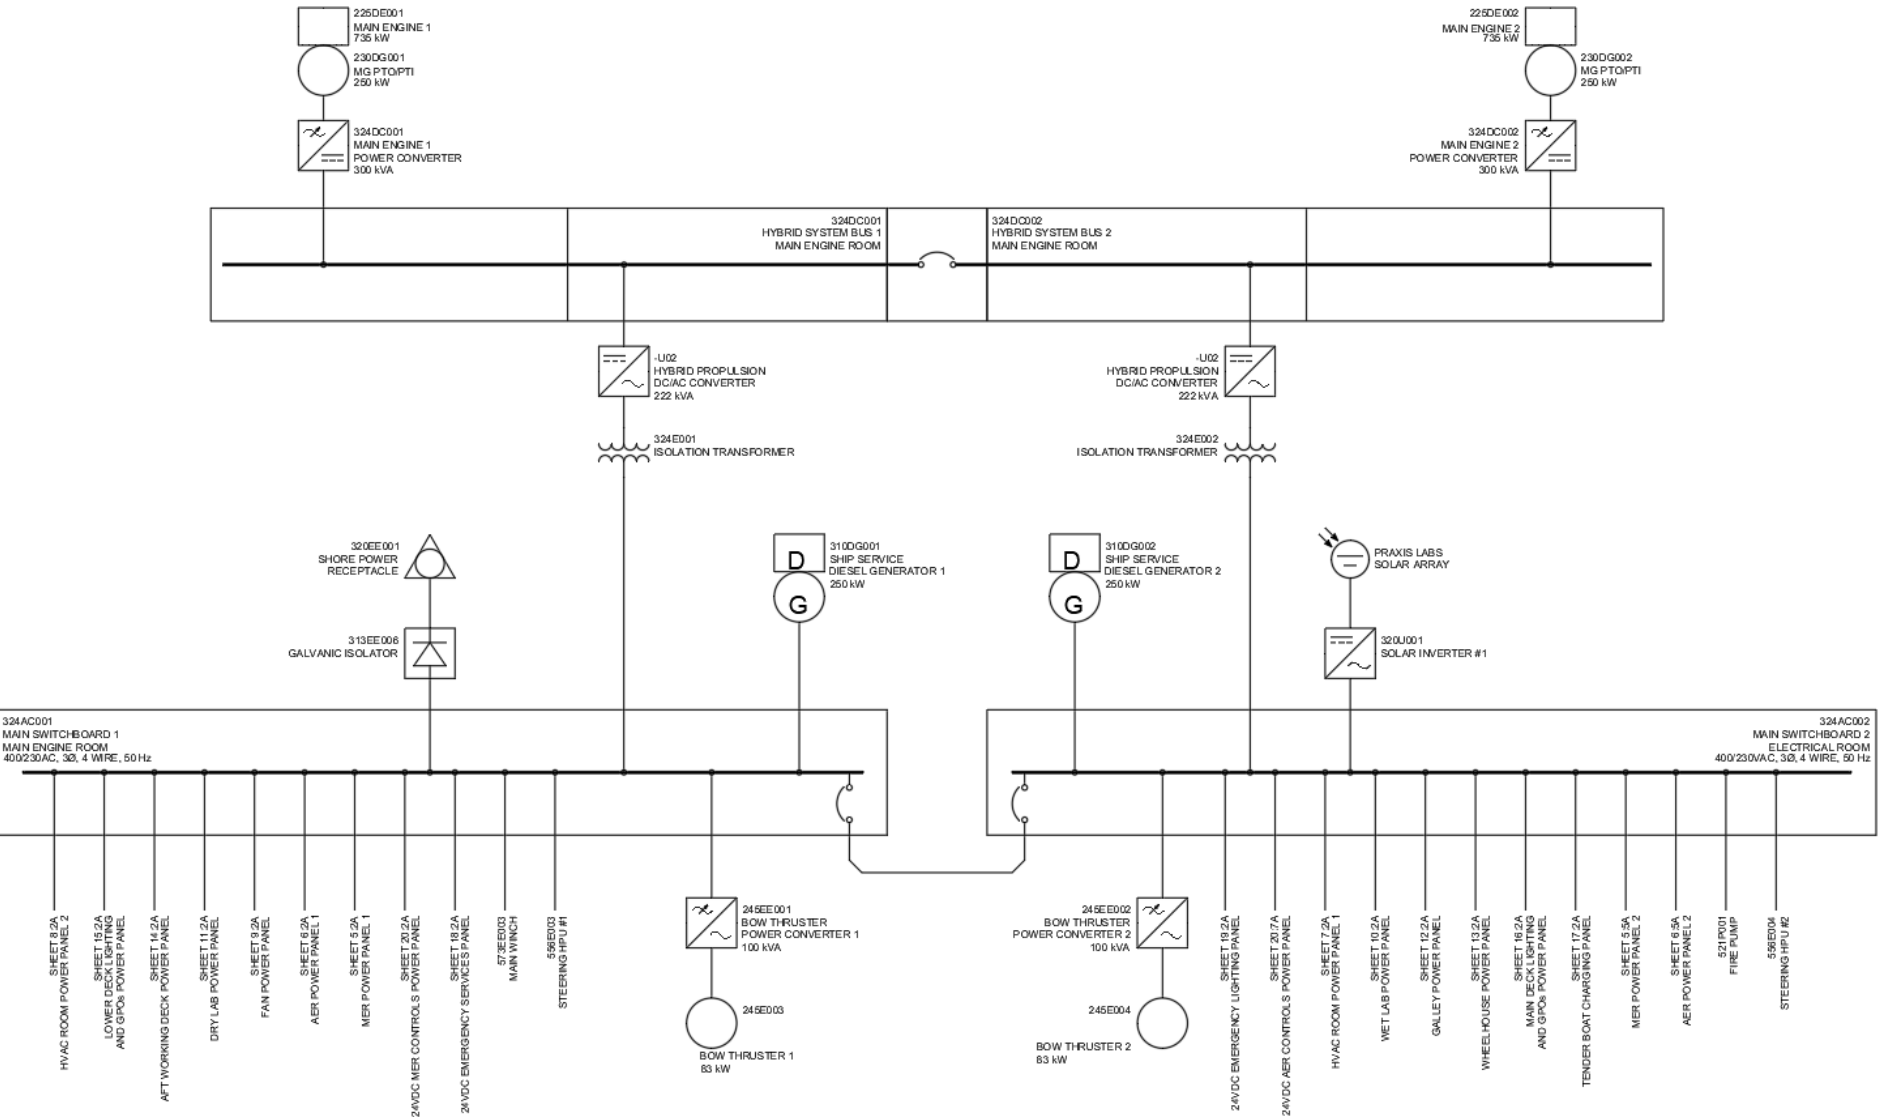 225DE001
MAIN ENGINE 1
735 kW
230DG001
MG PTO/PTI
250 kW
324DC001
MAIN ENGINE 1
POWER CONVERTER
300 kVA
225DE002
MAIN ENGINE 2
735 kW
230DG002
MG PTO/PTI
250 kW
324DC002
MAIN ENGINE 2
POWER CONVERTER
300 kVA
324DC001
HYBRID SYSTEM BUS 1
MAIN ENGINE ROOM
324DC002
HYBRID SYSTEM BUS 2
MAIN ENGINE ROOM
-U02
HYBRID PROPULSION
DC/AC CONVERTER
222 kVA
-U02
HYBRID PROPULSION
DC/AC CONVERTER
222 kVA
324E001
ISOLATION TRANSFORMER
324E002
ISOLATION TRANSFORMER
320EE001
SHORE POWER
RECEPTACLE
313EE006
GALVANIC ISOLATOR
D
G
310DG001
SHIP SERVICE
DIESEL GENERATOR 1
250 kW
D
G
310DG002
SHIP SERVICE
DIESEL GENERATOR 2
250 kW
PRAXIS LABS
SOLAR ARRAY
320U001
SOLAR INVERTER #1
324AC001
MAIN SWITCHBOARD 1
MAIN ENGINE ROOM
400/230AC, 3Ø, 4 WIRE, 50 Hz
324AC002
MAIN SWITCHBOARD 2
ELECTRICAL ROOM
400/230VAC, 3Ø, 4 WIRE, 50 Hz
SHEET 8.2A
HVAC ROOM POWER PANEL 2
SHEET 15.2A
LOWER DECK LIGHTING
AND GPOs POWER PANEL
SHEET 14.2A
AFT WORKING DECK POWER PANEL
SHEET 11.2A
DRY LAB POWER PANEL
SHEET 9.2A
FAN POWER PANEL
SHEET 6.2A
AER POWER PANEL 1
SHEET 5.2A
MER POWER PANEL 1
SHEET 20.2A
24VDC MER CONTROLS POWER PANEL
SHEET 18.2A
24VDC EMERGENCY SERVICES PANEL
573EE003
MAIN WINCH
556E003
STEERING HPU #1
245EE001
BOW THRUSTER
POWER CONVERTER 1
100 kVA
245E003
BOW THRUSTER 1
83 kW
245EE002
BOW THRUSTER
POWER CONVERTER 2
100 kVA
245E004
BOW THRUSTER 2
83 kW
SHEET 19.2A
24VDC EMERGENCY LIGHTING PANEL
SHEET 20.7A
24VDC AER CONTROLS POWER PANEL
SHEET 7.2A
HVAC ROOM POWER PANEL 1
SHEET 10.2A
WET LAB POWER PANEL
SHEET 12.2A
GALLEY POWER PANEL
SHEET 13.2A
WHEELHOUSE POWER PANEL
SHEET 16.2A
MAIN DECK LIGHTING
AND GPOs POWER PANEL
SHEET 17.2A
TENDER BOAT CHARGING PANEL
SHEET 5.5A
MER POWER PANEL 2
SHEET 6.5A
AER POWER PANEL 2
521P001
FIRE PUMP
556E004
STEERING HPU #2